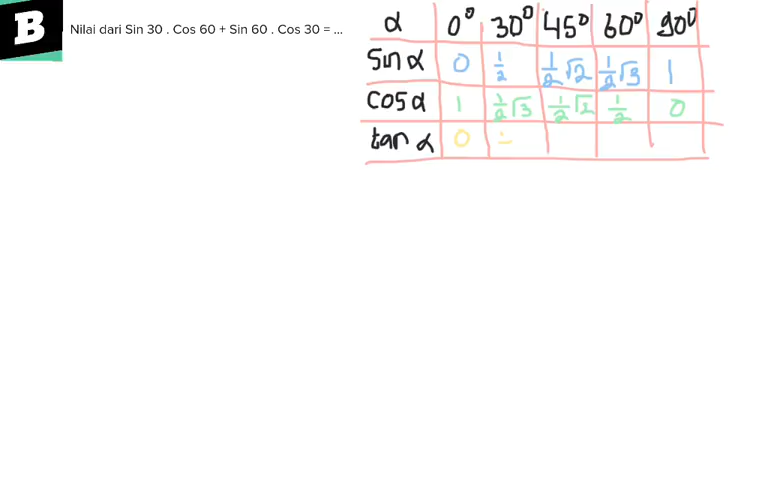 B
Nilai dari Sin 30 . Cos 60 + Sin 60 . Cos 30 = ...
α 0° 30° 45° 60° 90°
Sin α 0 1/2 1/2√2 1/2√3 1
Cos α 1 1/2√3 1/2√2 1/2 0
tan α 0